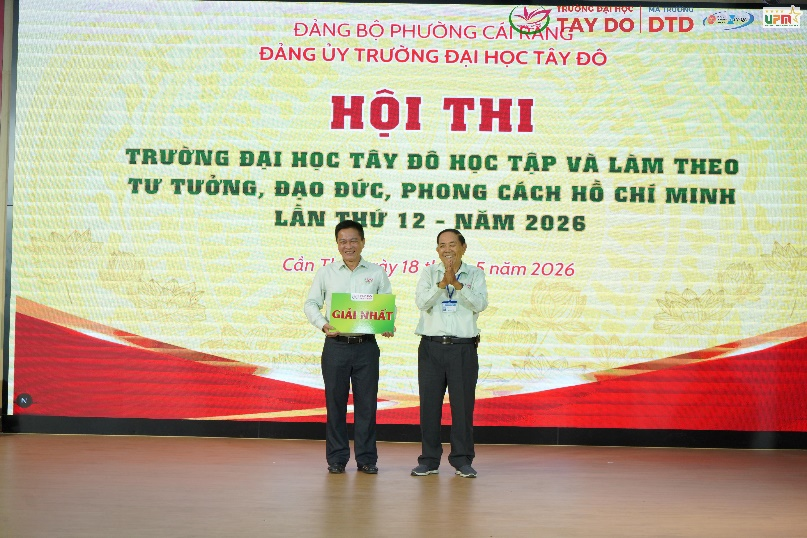 ĐẢNG BỘ PHƯỜNG CÁI RĂNG
TRƯỜNG ĐẠI HỌC
TAY DO
MÃ TRƯỜNG
DTD
UPM
ĐẢNG ỦY TRƯỜNG ĐẠI HỌC TÂY ĐÔ
HỘI THI
TRƯỜNG ĐẠI HỌC TÂY ĐÔ HỌC TẬP VÀ LÀM THEO
TƯ TƯỞNG, ĐẠO ĐỨC, PHONG CÁCH HỒ CHÍ MINH
LẦN THỨ 12 - NĂM 2026
Cần Th ày 18 th 5 năm 2026
GIẢI NHẤT
N